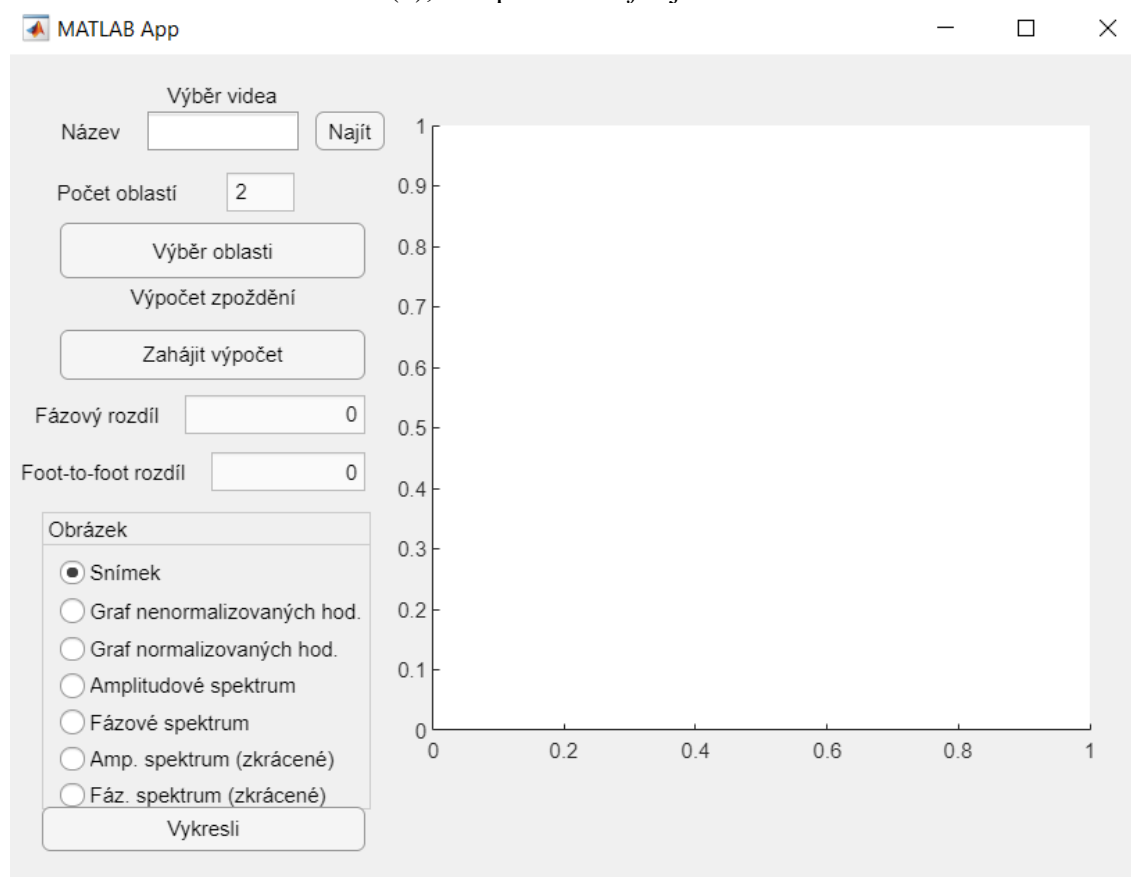 MATLAB App
Výběr videa
Název
Najít
Počet oblastí 2
Výběr oblasti
Výpočet zpoždění
Zahájit výpočet
Fázový rozdíl 0
Foot-to-foot rozdíl 0
Obrázek
Snímek
Graf nenormalizovaných hod.
Graf normalizovaných hod.
Amplitudové spektrum
Fázové spektrum
Amp. spektrum (zkrácené)
Fáz. spektrum (zkrácené)
Vykresli
1
0.9
0.8
0.7
0.6
0.5
0.4
0.3
0.2
0.1
0
0 0.2 0.4 0.6 0.8 1